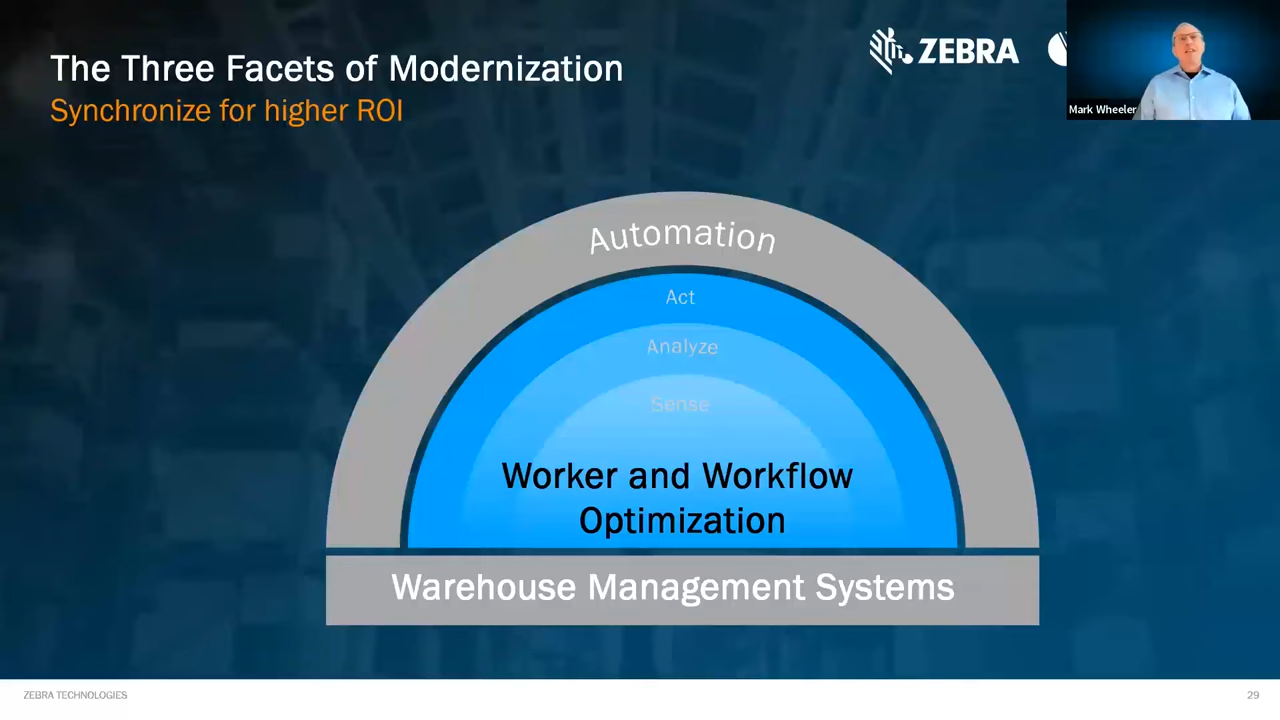 The Three Facets of Modernization
Synchronize for higher ROI
ZEBRA
Mark Wheeler
Automation
Act
Analyze
Sense
Worker and Workflow
Optimization
Warehouse Management Systems
ZEBRA TECHNOLOGIES
29